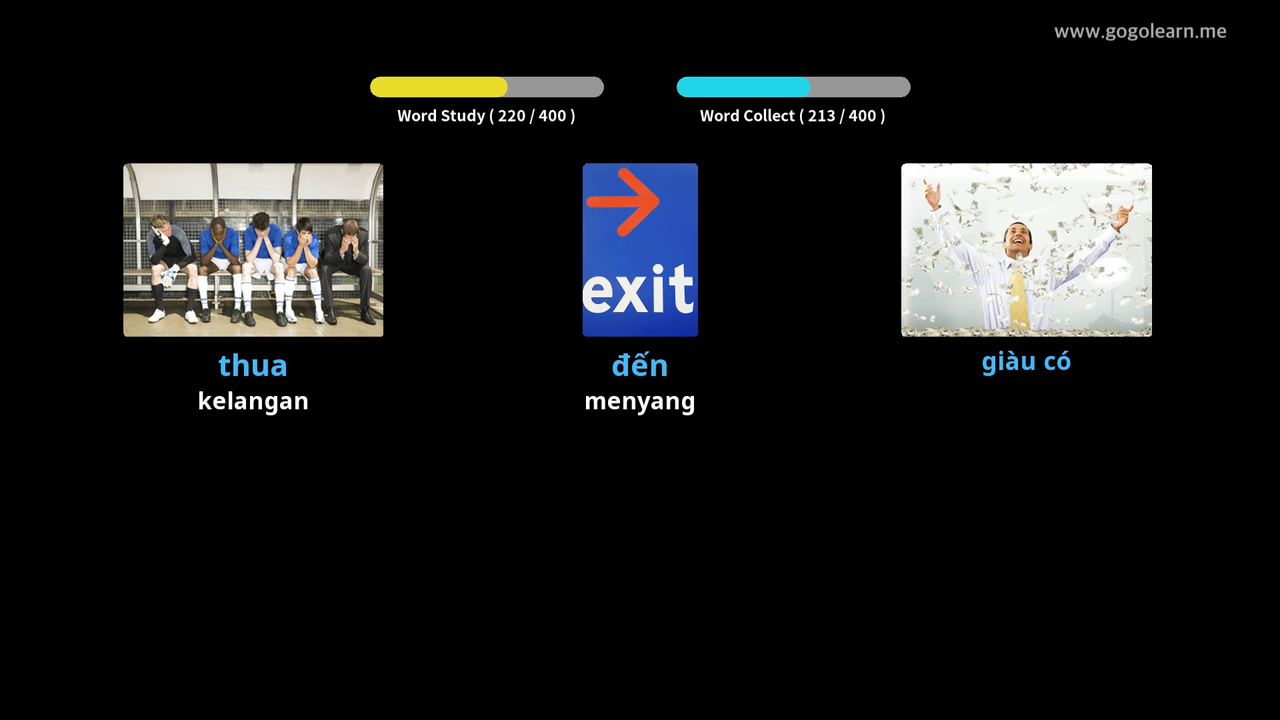 www.gogolearn.me
Word Study ( 220 / 400 )
Word Collect ( 213 / 400 )
exit
thua
đến
giàu có
kelangan
menyang